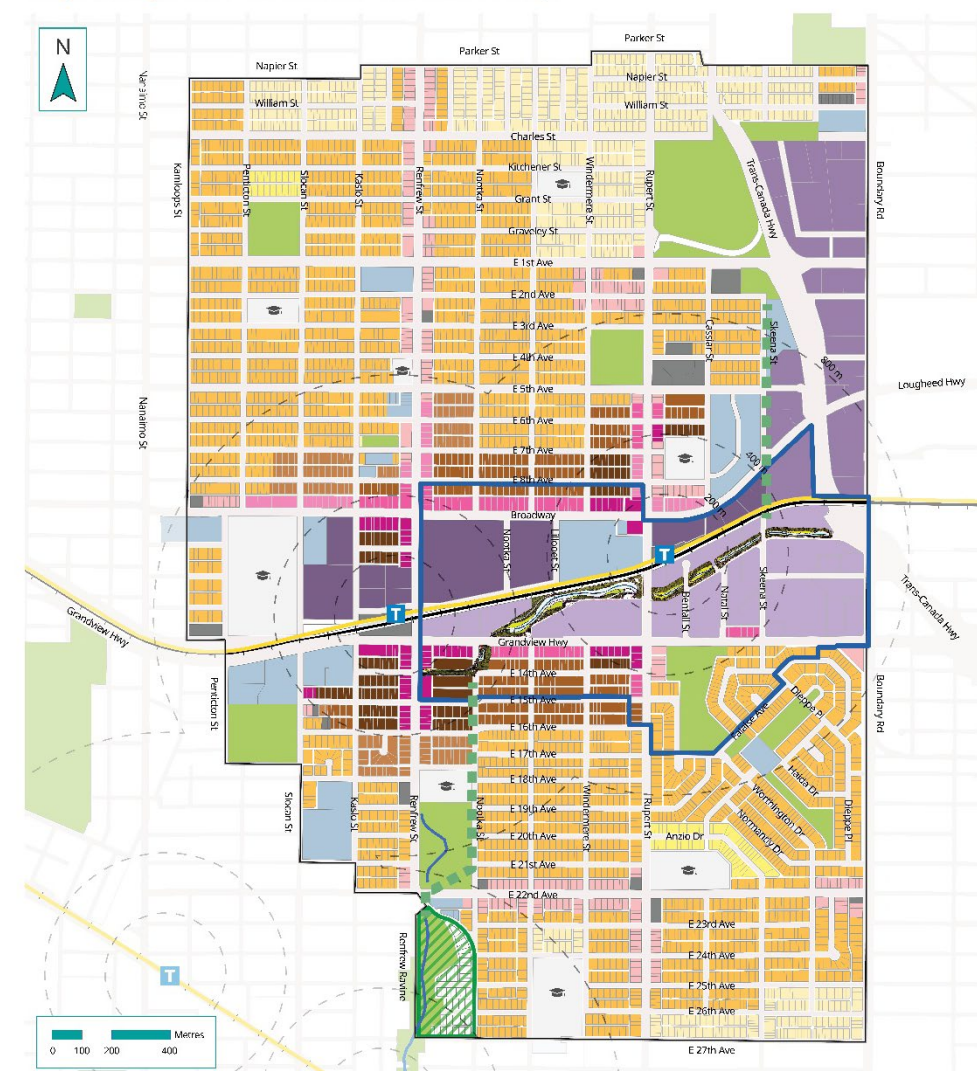 N
Parker St
Parker St
Napier St
Napier St
William St
William St
Nanaimo St
Charles St
Kitchener St
Kamloops St
Penticton St
Slocan St
Kaslo St
Renfrew St
Nootka St
Windermere St
Rupert St
Trans-Canada Hwy
Boundary Rd
Grant St
Graveley St
E 1st Ave
E 2nd Ave
E 3rd Ave
Cassiar St
Skeena St
E 4th Ave
800 m
E 5th Ave
Lougheed Hwy
Nanaimo St
E 6th Ave
E 7th Ave
400 m
E 8th Ave
200 m
Broadway
Nootka St
Lillooet St
T
Skeena St
Bentall St
Natal St
Trans-Canada Hwy
T
Grandview Hwy
Grandview Hwy
E 14th Ave
Penticton St
E 15th Ave
Boundary Rd
Dieppe Pl
Falaise Ave
E 16th Ave
E 17th Ave
E 18th Ave
Haida Dr
Slocan St
Kaslo St
Renfrew St
Nootka St
Windermere St
Rupert St
Worthington Dr
Dieppe Pl
E 19th Ave
Normandy Dr
E 20th Ave
Anzio Dr
E 21st Ave
E 22nd Ave
E 23rd Ave
Renfrew Ravine
E 24th Ave
T
E 25th Ave
E 26th Ave
Metres
0 100 200 400
E 27th Ave